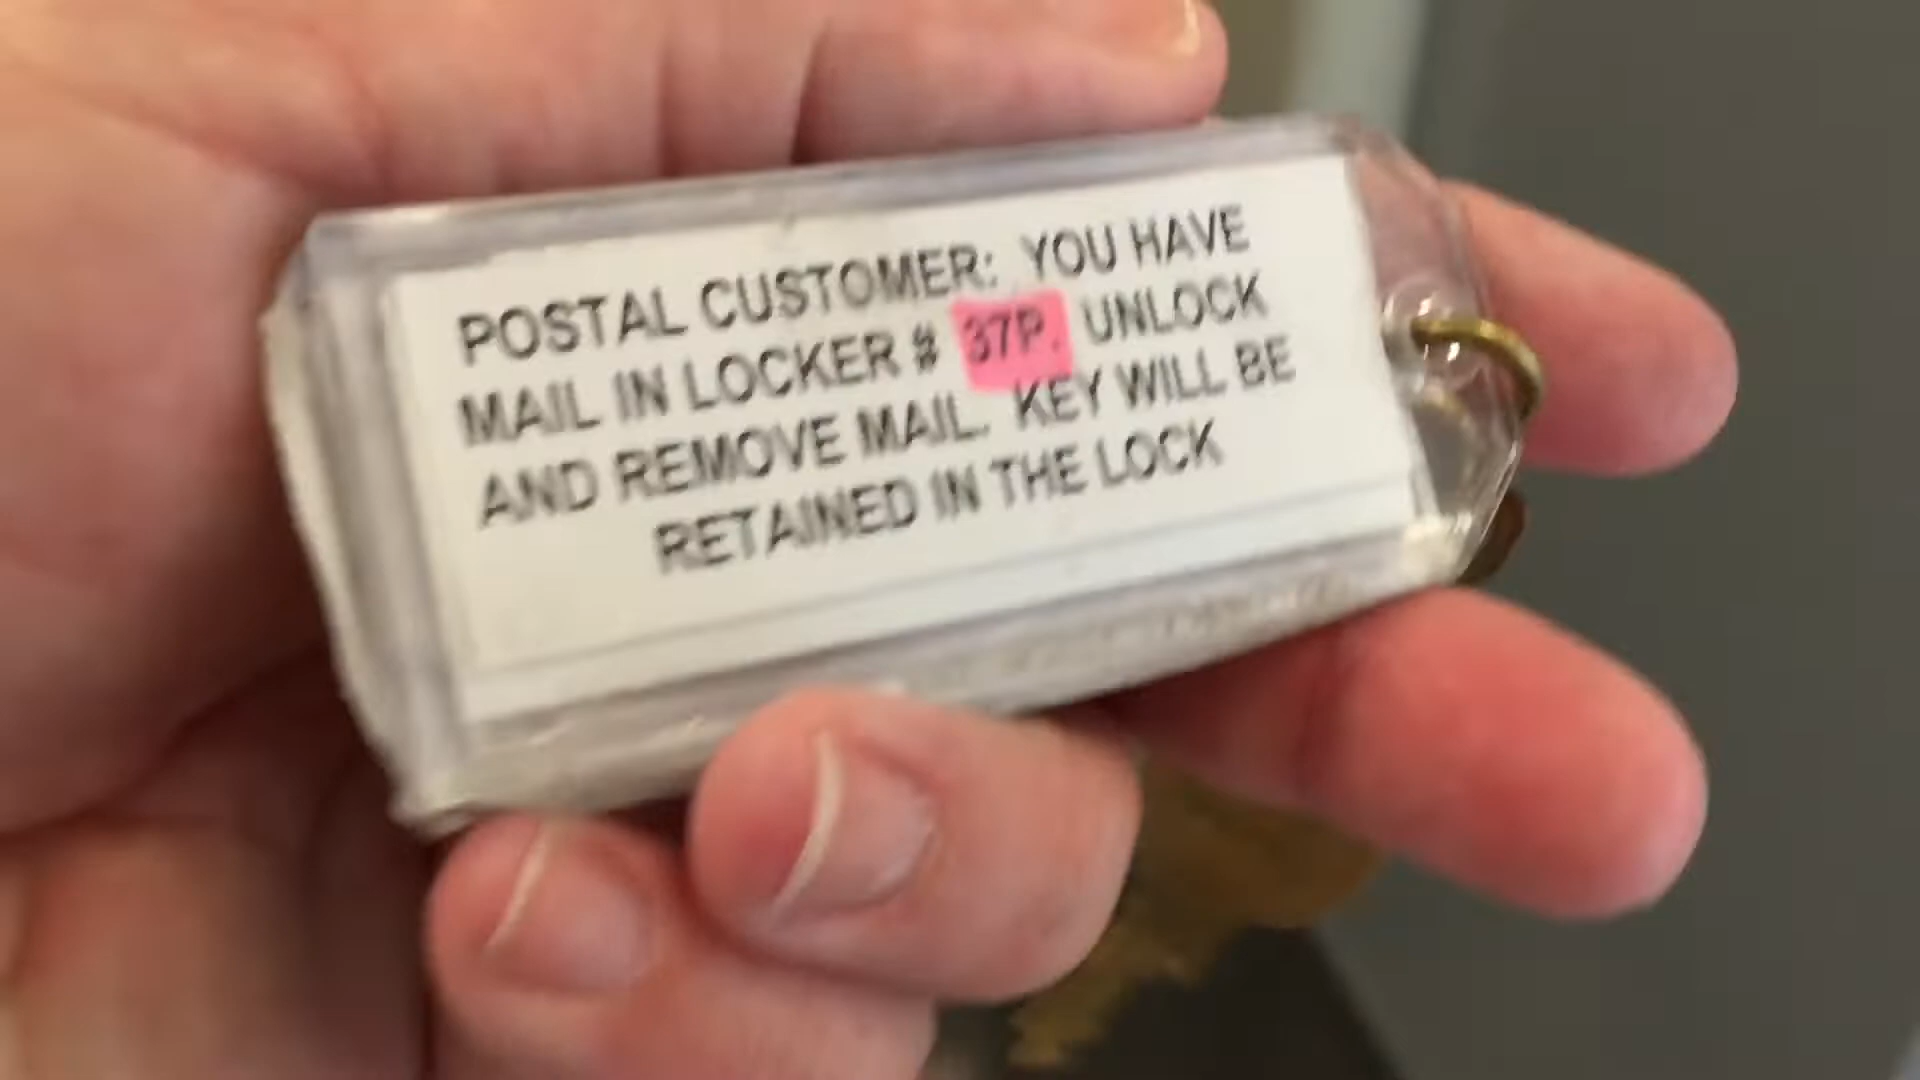 POSTAL CUSTOMER: YOU HAVE
MAIL IN LOCKER # 37P. UNLOCK
AND REMOVE MAIL. KEY WILL BE
RETAINED IN THE LOCK